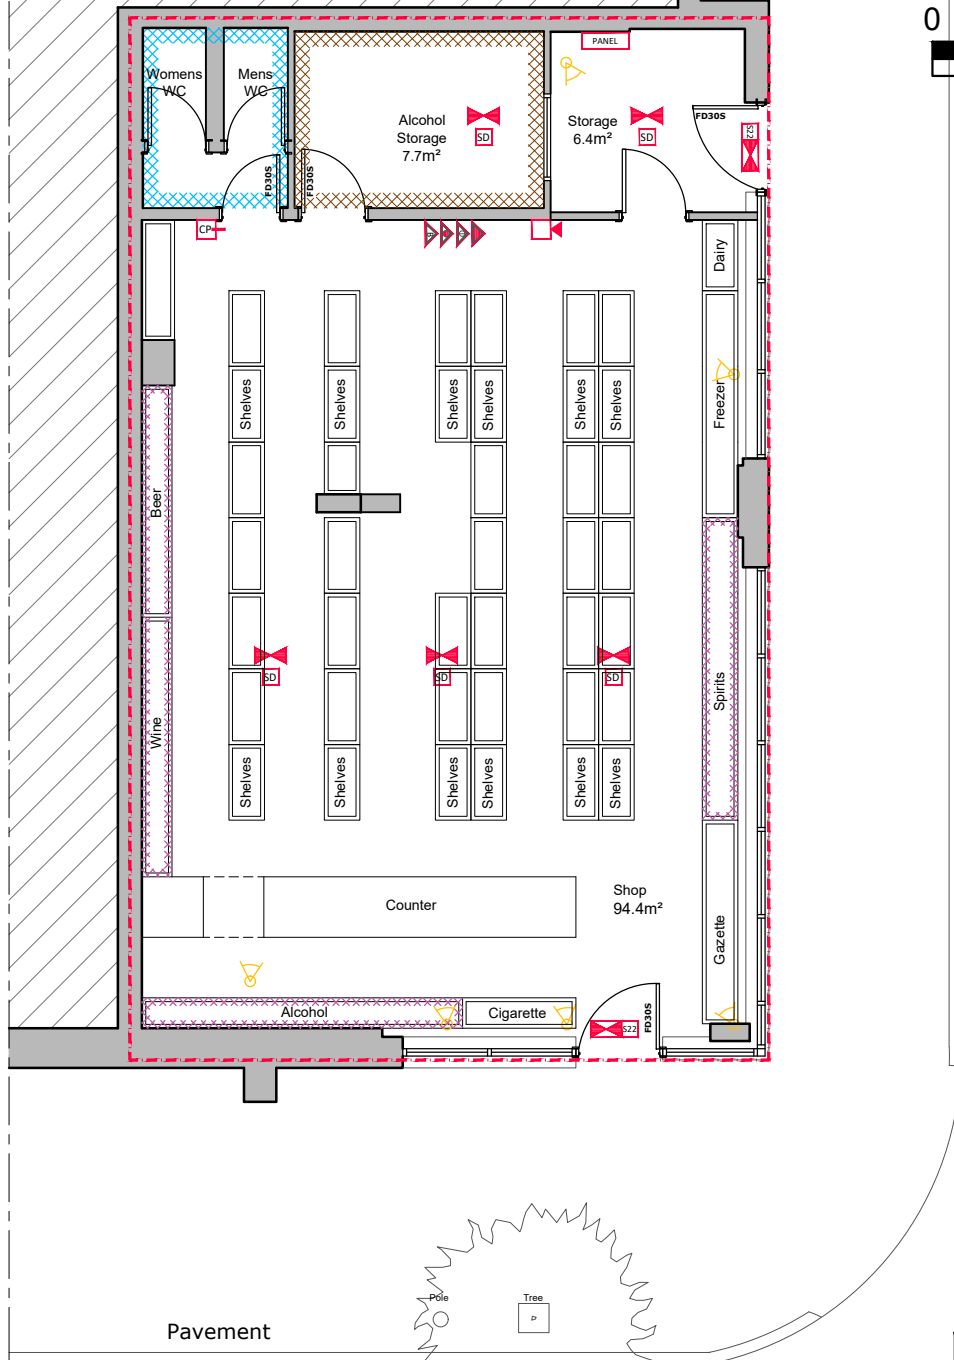 0
PANEL
Womens
WC
Mens
WC
Alcohol
Storage
7.7m²
SD
Storage
6.4m²
SD
FD30S
S22
FD30S
FD30S
CP
Dairy
Shelves
Shelves
Shelves
Shelves
Shelves
Shelves
Freezer
Beer
SD
SD
SD
Spirits
Wine
Shelves
Shelves
Shelves
Shelves
Shelves
Shelves
Shop
94.4m²
Counter
Gazette
Alcohol
Cigarette
S22
FD30S
Pole
Tree
Pavement